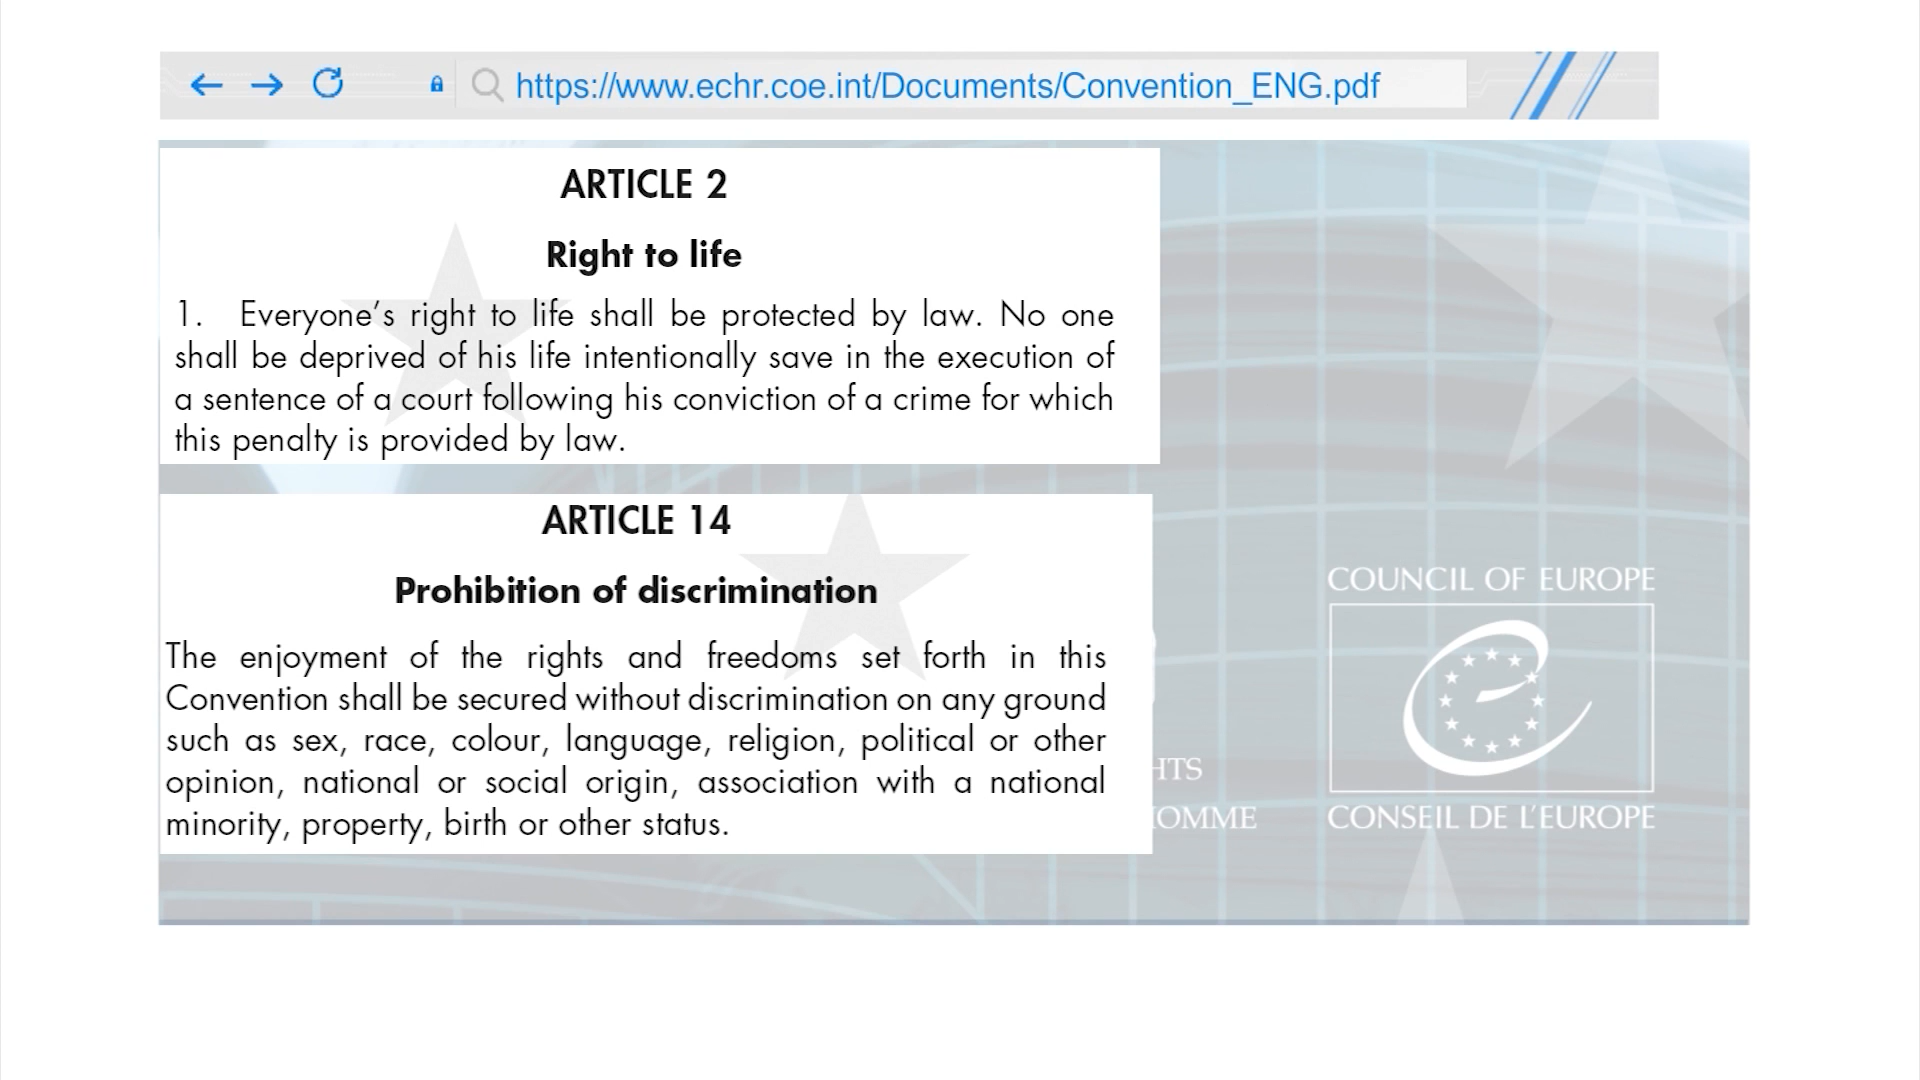 https://www.echr.coe.int/Documents/Convention_ENG.pdf
ARTICLE 2
Right to life
1. Everyone's right to life shall be protected by law. No one
shall be deprived of his life intentionally save in the execution of
a sentence of a court following his conviction of a crime for which
this penalty is provided by law.
ARTICLE 14
Prohibition of discrimination
The enjoyment of the rights and freedoms set forth in this
Convention shall be secured without discrimination on any ground
such as sex, race, colour, language, religion, political or other
opinion, national or social origin, association with a national
minority, property, birth or other status.
COUNCIL OF EUROPE
CONSEIL DE L'EUROPE